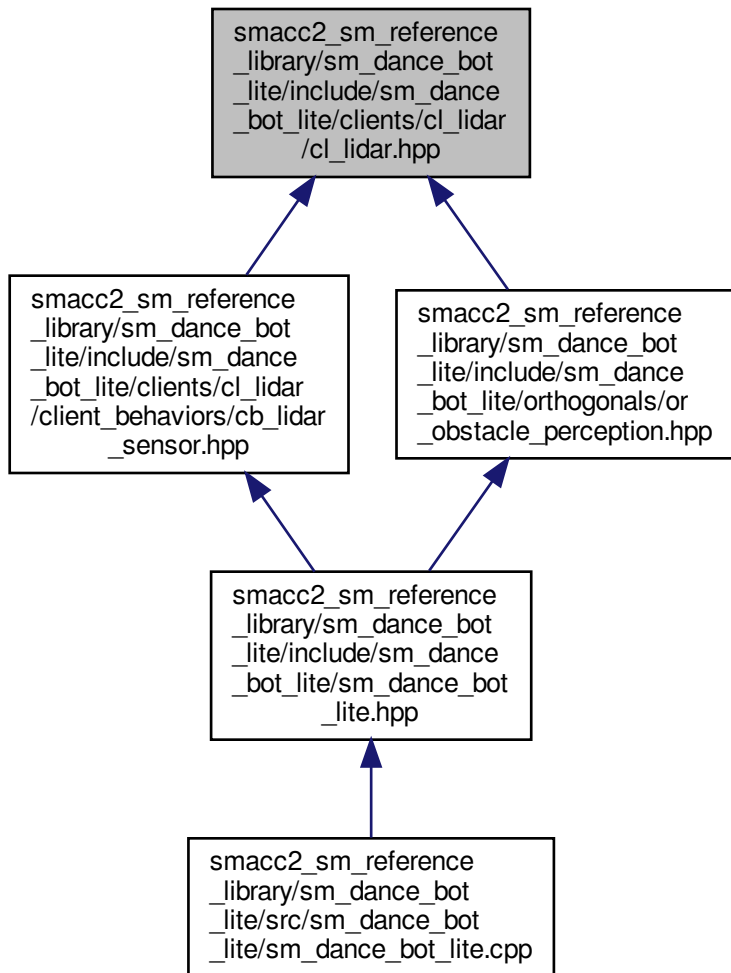 smacc2_sm_reference
_library/sm_dance_bot
_lite/include/sm_dance
_bot_lite/clients/cl_lidar
/cl_lidar.hpp
smacc2_sm_reference
_library/sm_dance_bot
_lite/include/sm_dance
_bot_lite/clients/cl_lidar
/client_behaviors/cb_lidar
_sensor.hpp
smacc2_sm_reference
_library/sm_dance_bot
_lite/include/sm_dance
_bot_lite/orthogonals/or
_obstacle_perception.hpp
smacc2_sm_reference
_library/sm_dance_bot
_lite/include/sm_dance
_bot_lite/sm_dance_bot
_lite.hpp
smacc2_sm_reference
_library/sm_dance_bot
_lite/src/sm_dance_bot
_lite/sm_dance_bot_lite.cpp